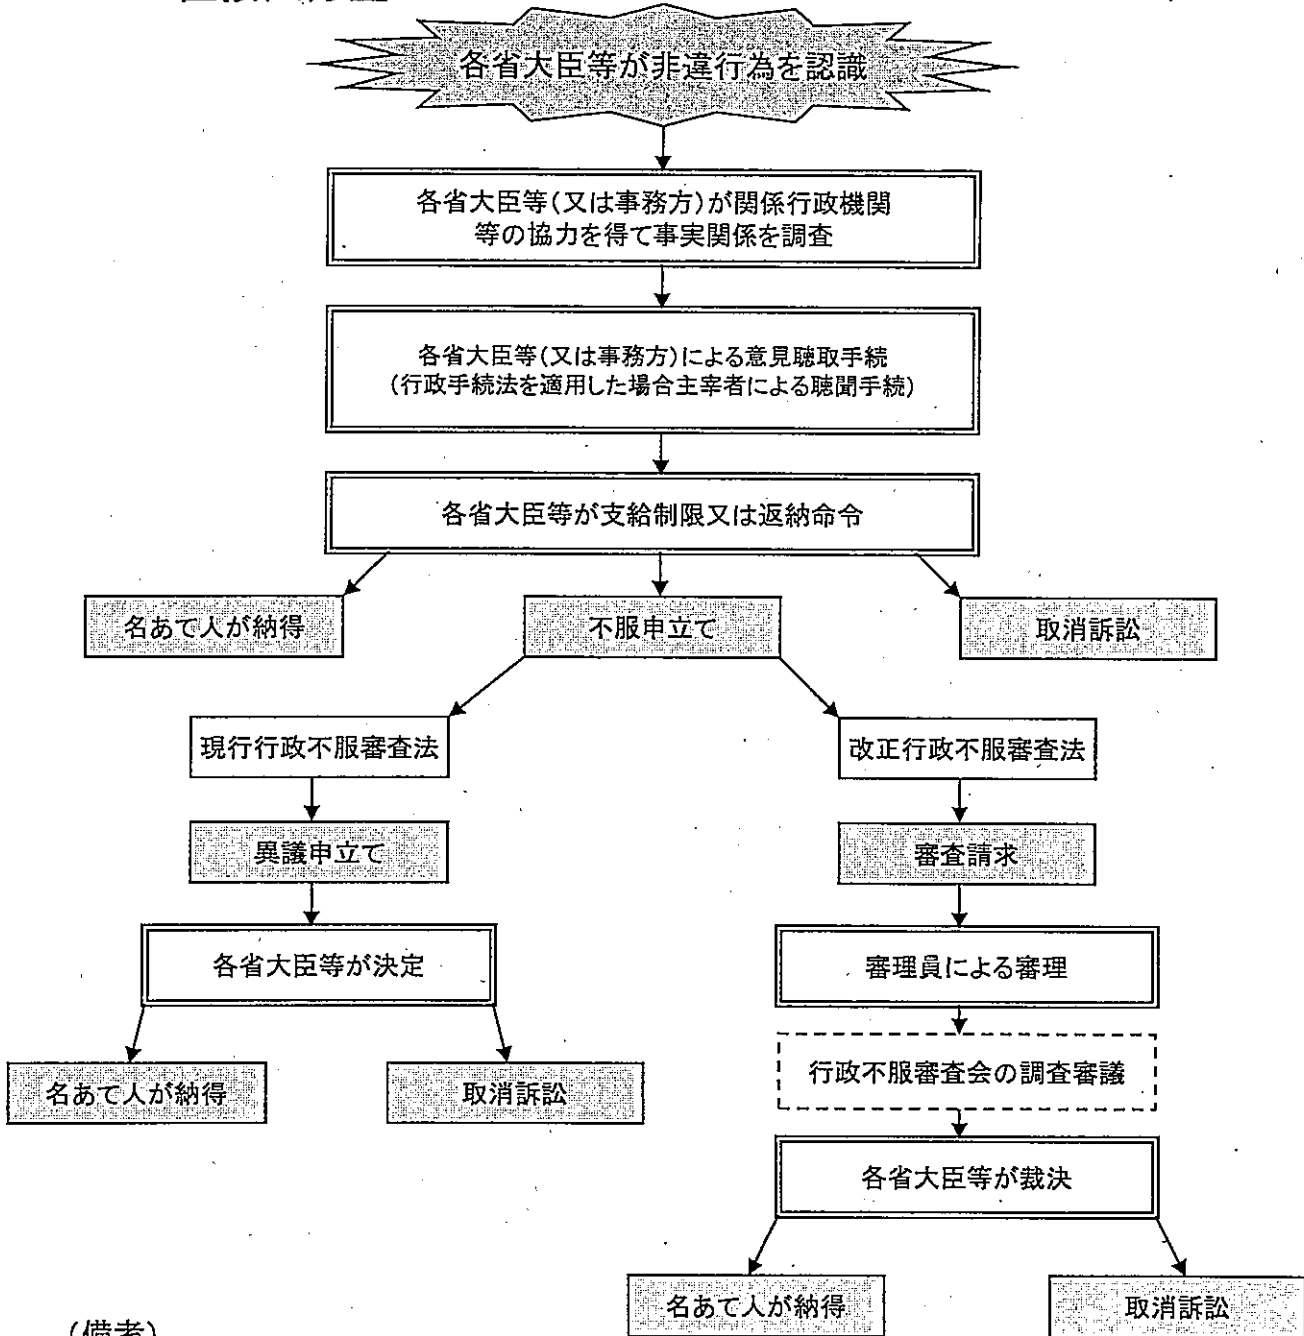 各省大臣等が非違行為を認識
各省大臣等(又は事務方)が関係行政機関
等の協力を得て事実関係を調査
各省大臣等(又は事務方)による意見聴取手続
(行政手続法を適用した場合主宰者による聴聞手続)
各省大臣等が支給制限又は返納命令
名あて人が納得
不服申立て
取消訴訟
現行行政不服審査法
改正行政不服審査法
異議申立て
審査請求
各省大臣等が決定
審理員による審理
名あて人が納得
取消訴訟
行政不服審査会の調査審議
各省大臣等が裁決
名あて人が納得
取消訴訟
(備考)